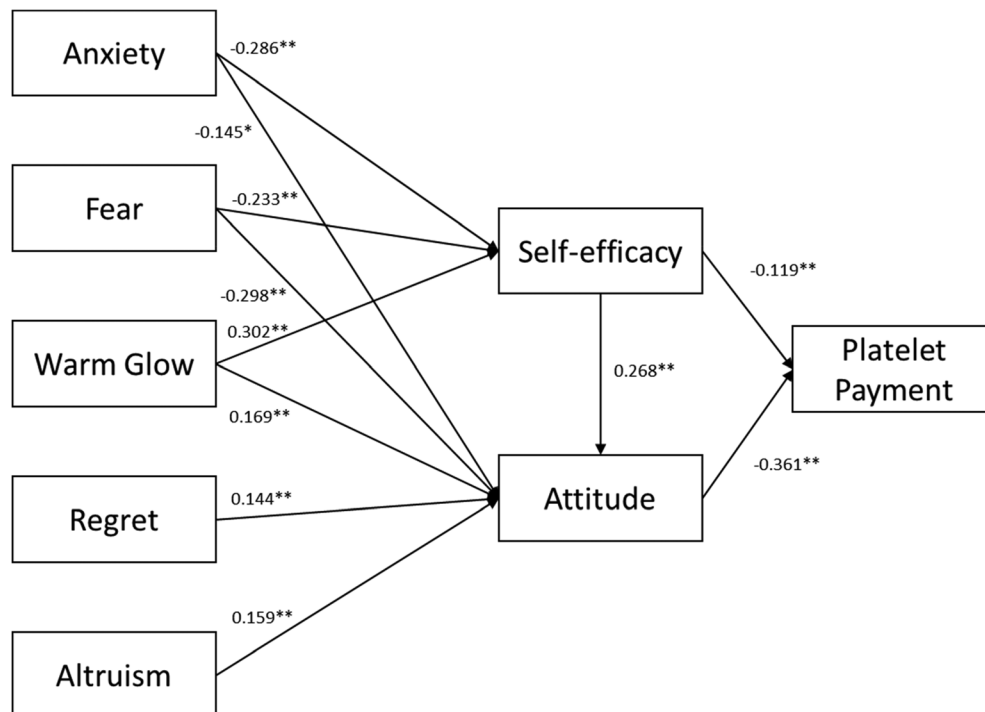 Anxiety
-0.286**
-0.145*
Fear
-0.233**
Self-efficacy
-0.119**
-0.298**
0.302**
Warm Glow
Platelet
Payment
0.268**
0.169**
-0.361**
Regret
0.144**
Attitude
0.159**
Altruism